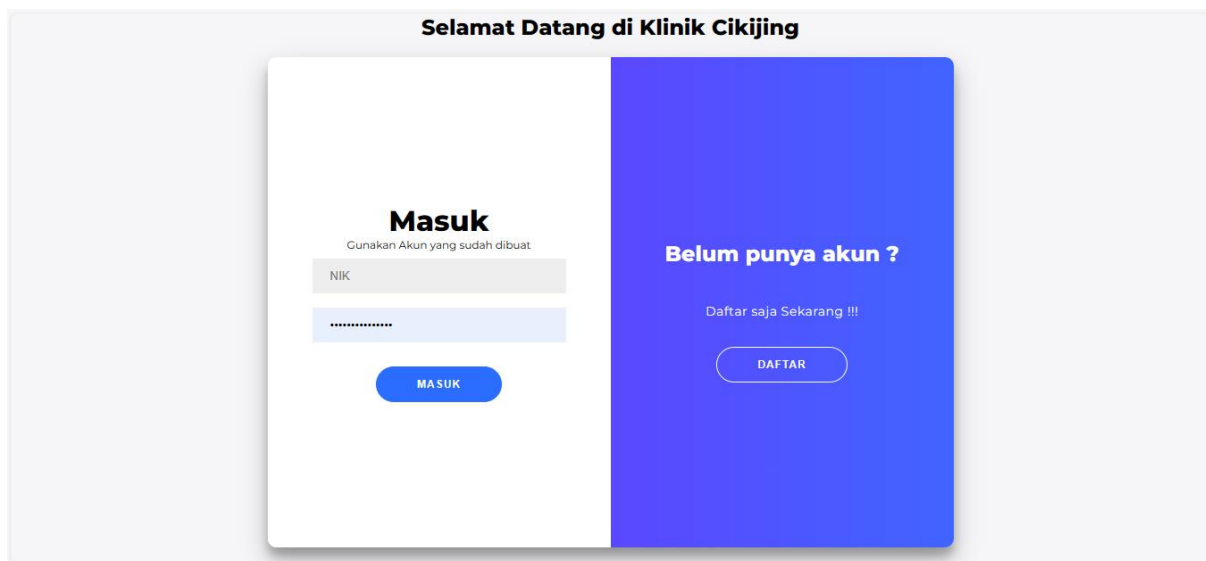 Selamat Datang di Klinik Cikijing
Masuk
Gunakan Akun yang sudah dibuat
NIK
•••••••••••••••
MASUK
Belum punya akun ?
Daftar saja Sekarang !!!
DAFTAR